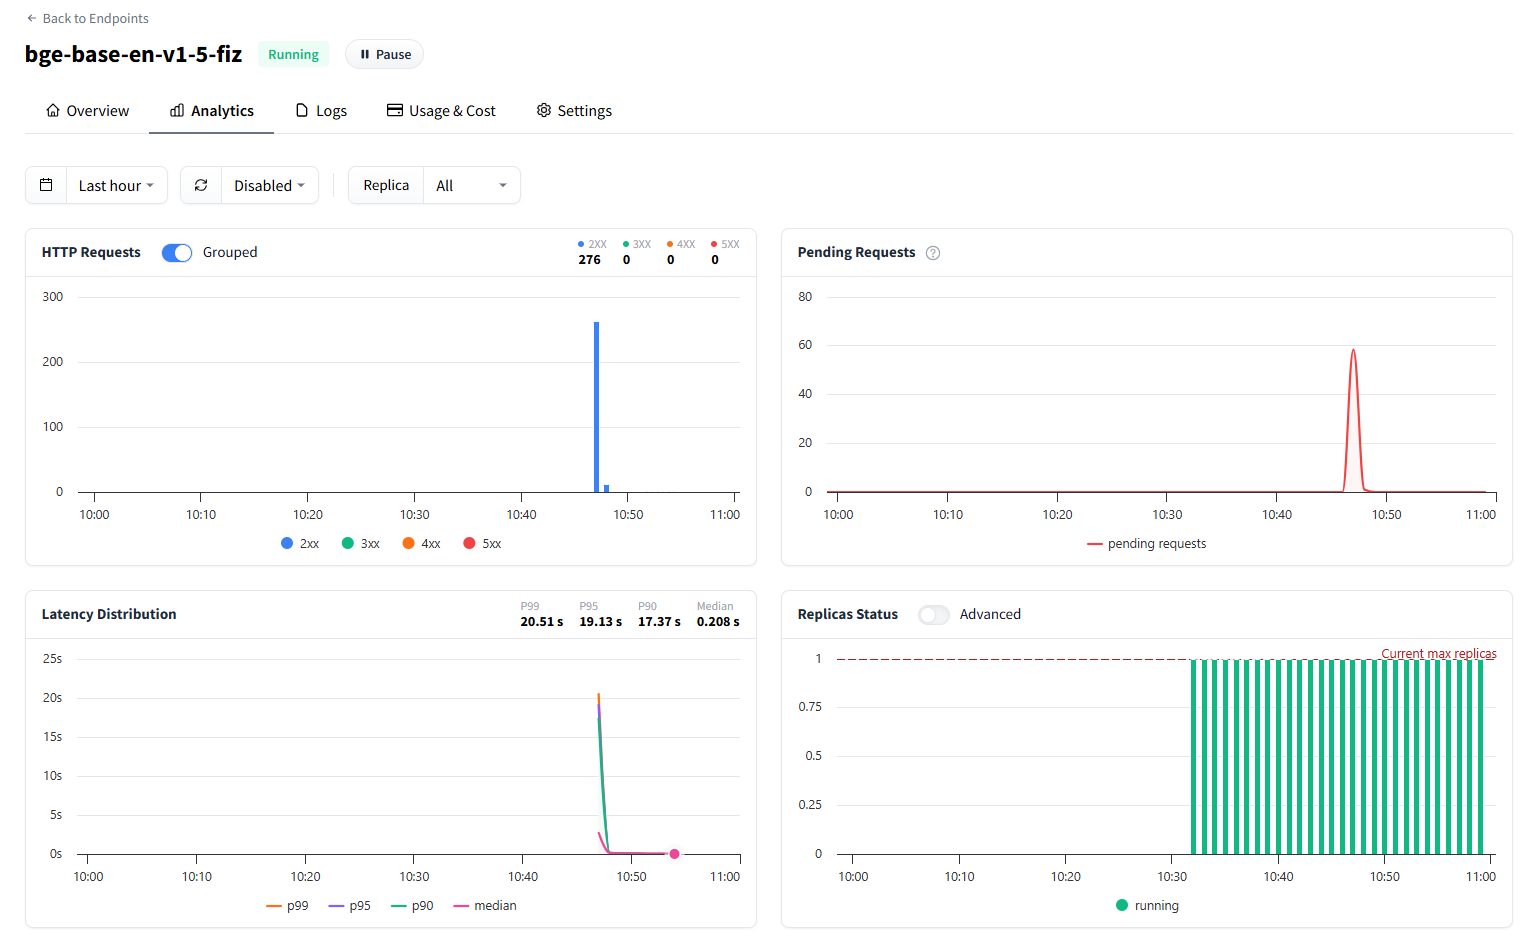 ← Back to Endpoints
bge-base-en-v1-5-fiz Running Pause
Overview Analytics Logs Usage & Cost Settings
Last hour Disabled Replica All
HTTP Requests Grouped
2XX 3XX 4XX 5XX
276 0 0 0
300
200
100
0
10:00 10:10 10:20 10:30 10:40 10:50 11:00
2xx 3xx 4xx 5xx
Pending Requests ?
80
60
40
20
0
10:00 10:10 10:20 10:30 10:40 10:50 11:00
pending requests
Latency Distribution
P99 P95 P90 Median
20.51 s 19.13 s 17.37 s 0.208 s
25s
20s
15s
10s
5s
0s
10:00 10:10 10:20 10:30 10:40 10:50 11:00
p99 p95 p90 median
Replicas Status Advanced
Current max replicas
1
0.75
0.5
0.25
0
10:00 10:10 10:20 10:30 10:40 10:50 11:00
running